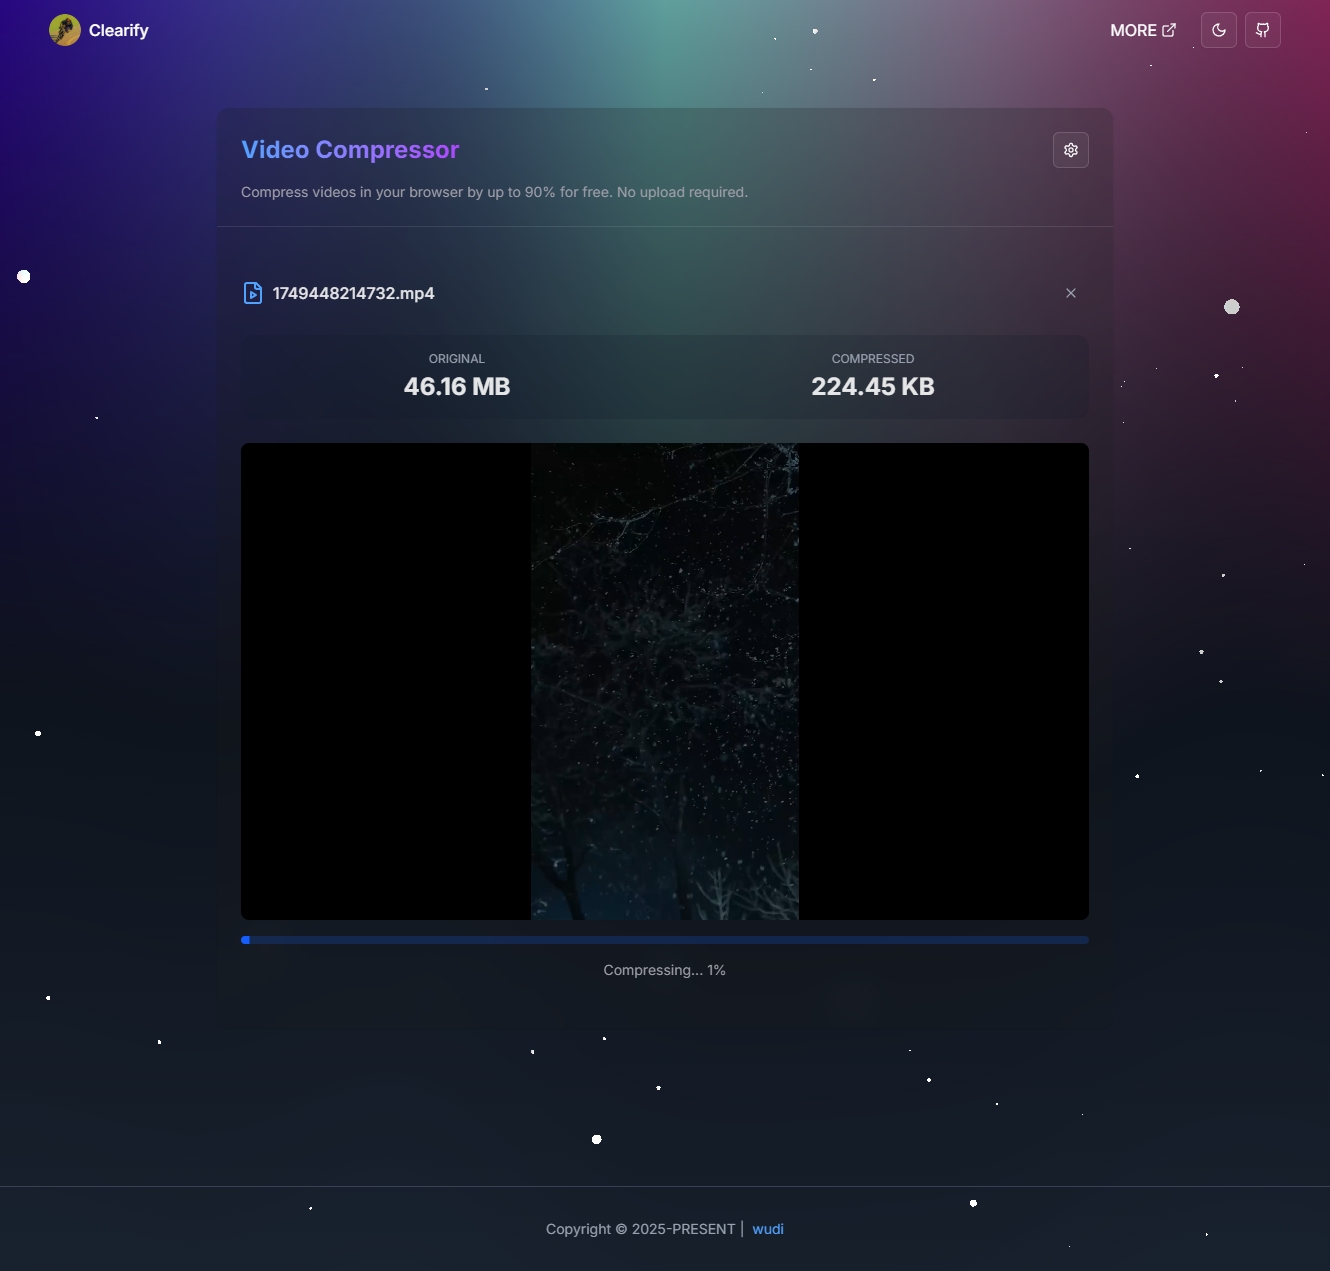 Clearify
MORE
Video Compressor
Compress videos in your browser by up to 90% for free. No upload required.
1749448214732.mp4
ORIGINAL
COMPRESSED
46.16 MB
224.45 KB
Compressing... 1%
Copyright © 2025-PRESENT | wudi